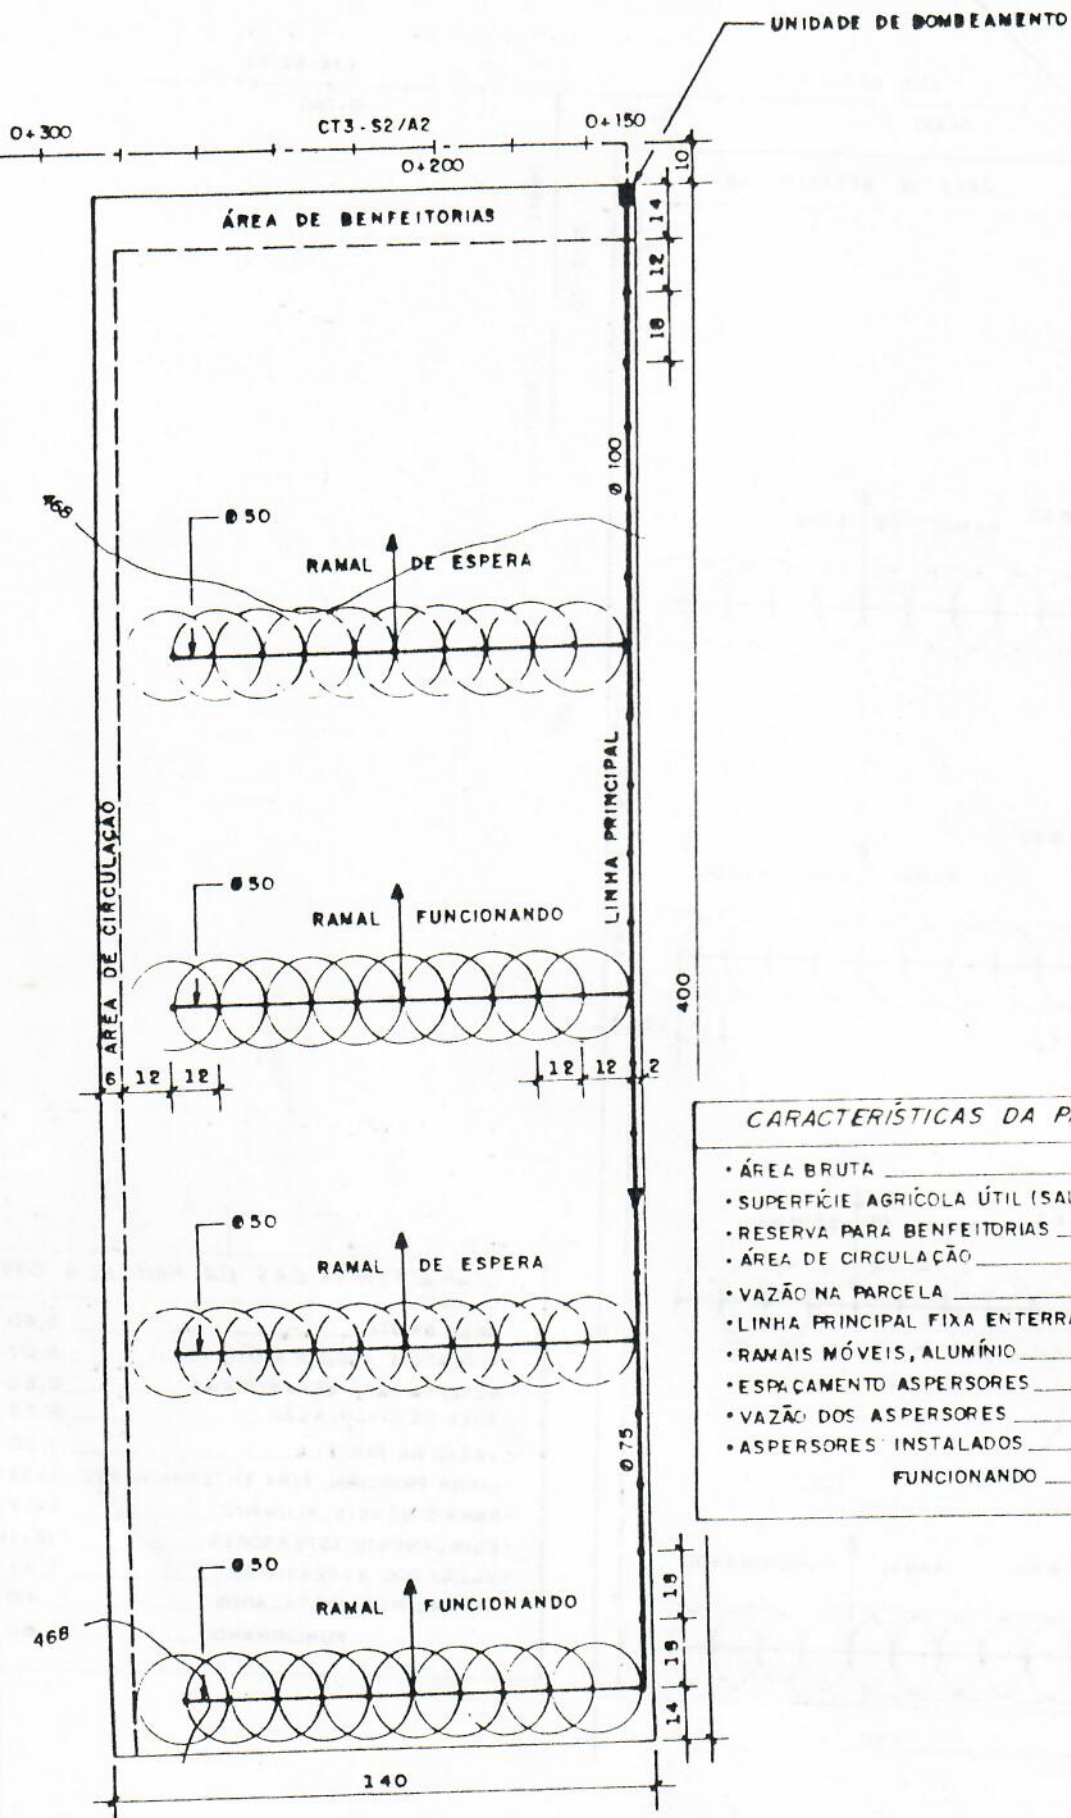 UNIDADE DE BOMBEAMENTO
0+300
CT3-S2/A2
0+150
0+200
10
ÁREA DE BENFEITORIAS
14
12
18
Ø 100
Ø 50
RAMAL DE ESPERA
LINHA PRINCIPAL
ÁREA DE CIRCULAÇÃO
Ø 50
RAMAL FUNCIONANDO
400
6
12
12
12
12
2
CARACTERÍSTICAS DA
• ÁREA BRUTA
• SUPERFÍCIE AGRÍCOLA ÚTIL
• RESERVA PARA BENFEITORIAS
• ÁREA DE CIRCULAÇÃO
• VAZÃO NA PARCELA
• LINHA PRINCIPAL FIXA
• RAMAIS MÓVEIS, ALUMÍNIO
• ESPAÇAMENTO ASPERSORES
• VAZÃO DOS ASPERSORES
• ASPERSORES INSTALADOS
FUNCIONANDO
Ø 50
RAMAL DE ESPERA
Ø 75
Ø 50
RAMAL FUNCIONANDO
468
18
18
14
140